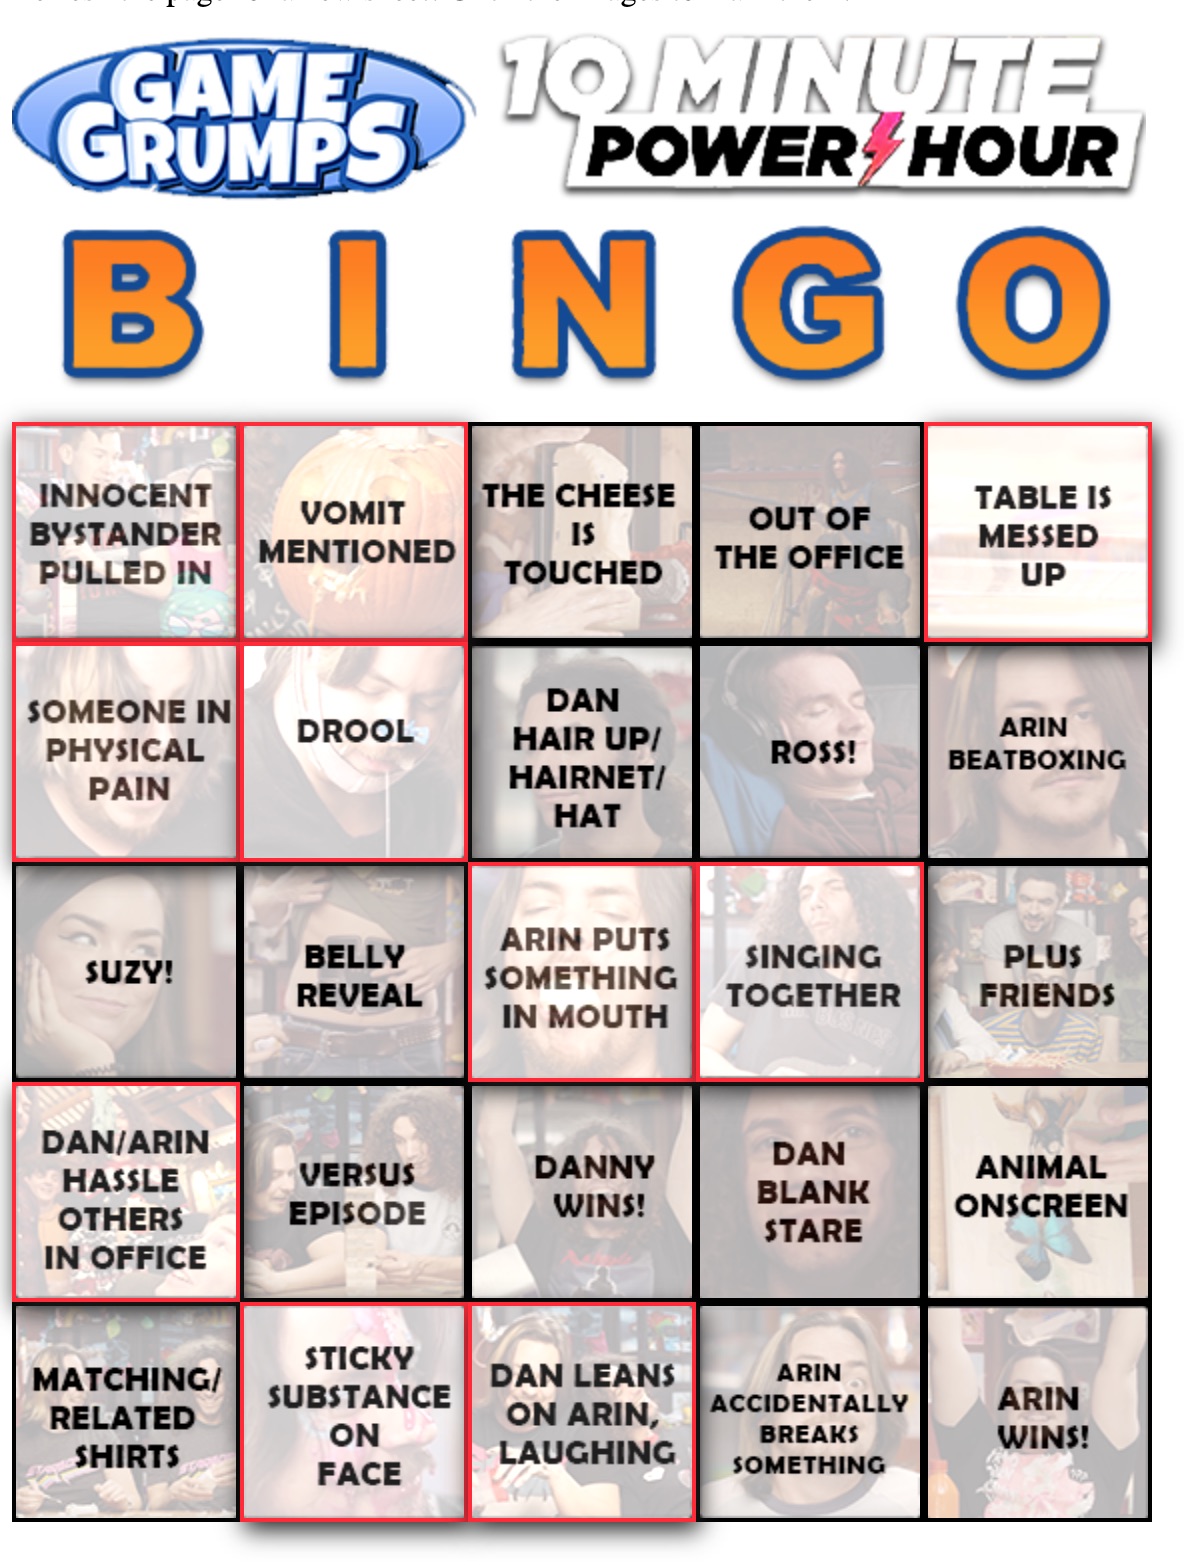 GAME
GRUMPS
10 MINUTE
POWER HOUR
BINGO
INNOCENT
BYSTANDER
PULLED IN
VOMIT
MENTIONED
THE CHEESE
IS
TOUCHED
OUT OF
THE OFFICE
TABLE IS
MESSED
UP
SOMEONE IN
PHYSICAL
PAIN
DROOL
DAN
HAIR UP/
HAIRNET/
HAT
ROSS!
ARIN
BEATBOXING
SUZY!
BELLY
REVEAL
ARIN PUTS
SOMETHING
IN MOUTH
SINGING
TOGETHER
PLUS
FRIENDS
DAN/ARIN
HASSLE
OTHERS
IN OFFICE
VERSUS
EPISODE
DANNY
WINS!
DAN
BLANK
STARE
ANIMAL
ONSCREEN
MATCHING/
RELATED
SHIRTS
STICKY
SUBSTANCE
ON
FACE
DAN LEANS
ON ARIN,
LAUGHING
ARIN
ACCIDENTALLY
BREAKS
SOMETHING
ARIN
WINS!